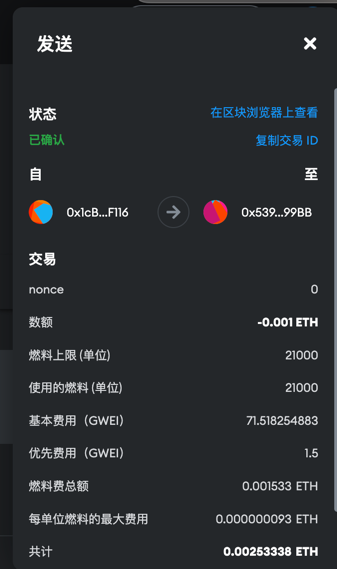 发送
状态 在区块浏览器上查看
已确认 复制交易 ID
自 至
0x1cB...F116 0x539...99BB
交易
nonce 0
数额 -0.001 ETH
燃料上限 (单位) 21000
使用的燃料 (单位) 21000
基本费用（GWEI） 71.518254883
优先费用（GWEI） 1.5
燃料费总额 0.001533 ETH
每单位燃料的最大费用 0.000000093 ETH
共计 0.00253338 ETH